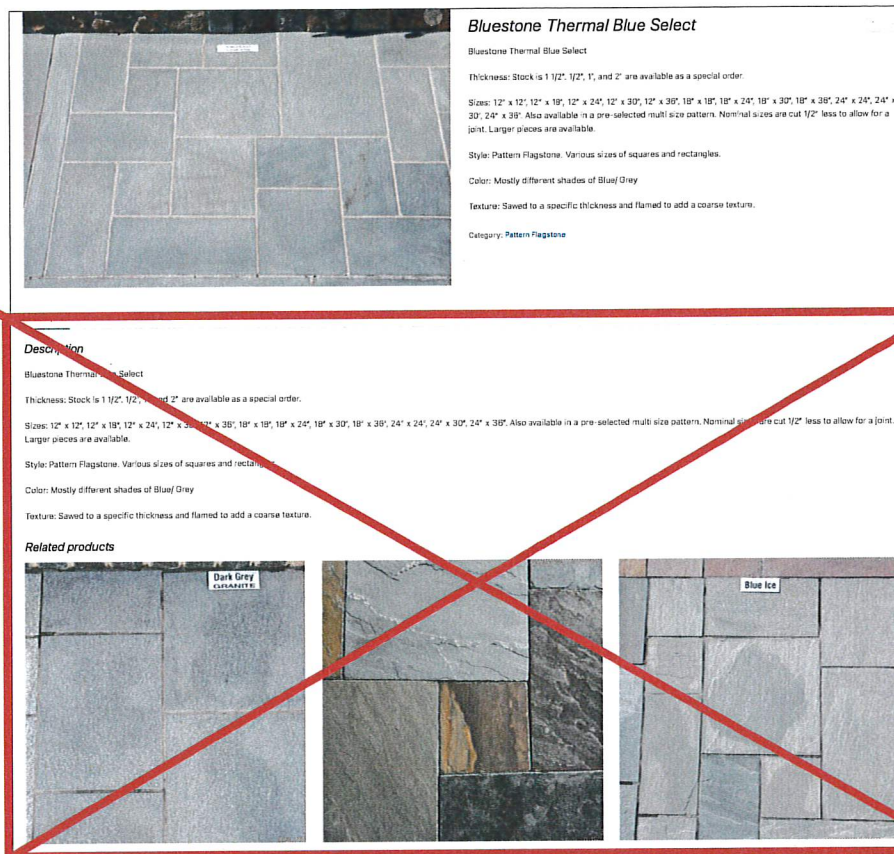 Bluestone Thermal Blue Select
Bluestone Thermal Blue Select
Thickness: Stock is 1 1/2". 1/2", 1", and 2" are available as a special order.
Sizes: 12" x 12", 12" x 18", 12" x 24", 12" x 30", 12" x 36", 18" x 18", 18" x 24", 18" x 30", 18" x 36", 24" x 24", 24" x
30", 24" x 36". Also available in a pre-selected multi size pattern. Nominal sizes are cut 1/2" less to allow for a
joint. Larger pieces are available.
Style: Pattern Flagstone. Various sizes of squares and rectangles.
Color: Mostly different shades of Blue/ Grey
Texture: Sawed to a specific thickness and flamed to add a coarse texture.
Category: Pattern Flagstone
Description
Bluestone Thermal Select
Thickness: Stock is 1 1/2". 1/2", and 2" are available as a special order.
Sizes: 12" x 12", 12" x 18", 12" x 24", 12" x 12" x 36", 18" x 18", 18" x 24", 18" x 30", 18" x 36", 24" x 24", 24" x 30", 24" x 36". Also available in a pre-selected multi size pattern. Nominal are cut 1/2" less to allow for a joint.
Larger pieces are available.
Style: Pattern Flagstone. Various sizes of squares and
Color: Mostly different shades of Blue/ Grey
Texture: Sawed to a specific thickness and flamed to add a coarse texture.
Related products
Dark Grey
GRANITE
Blue Ice